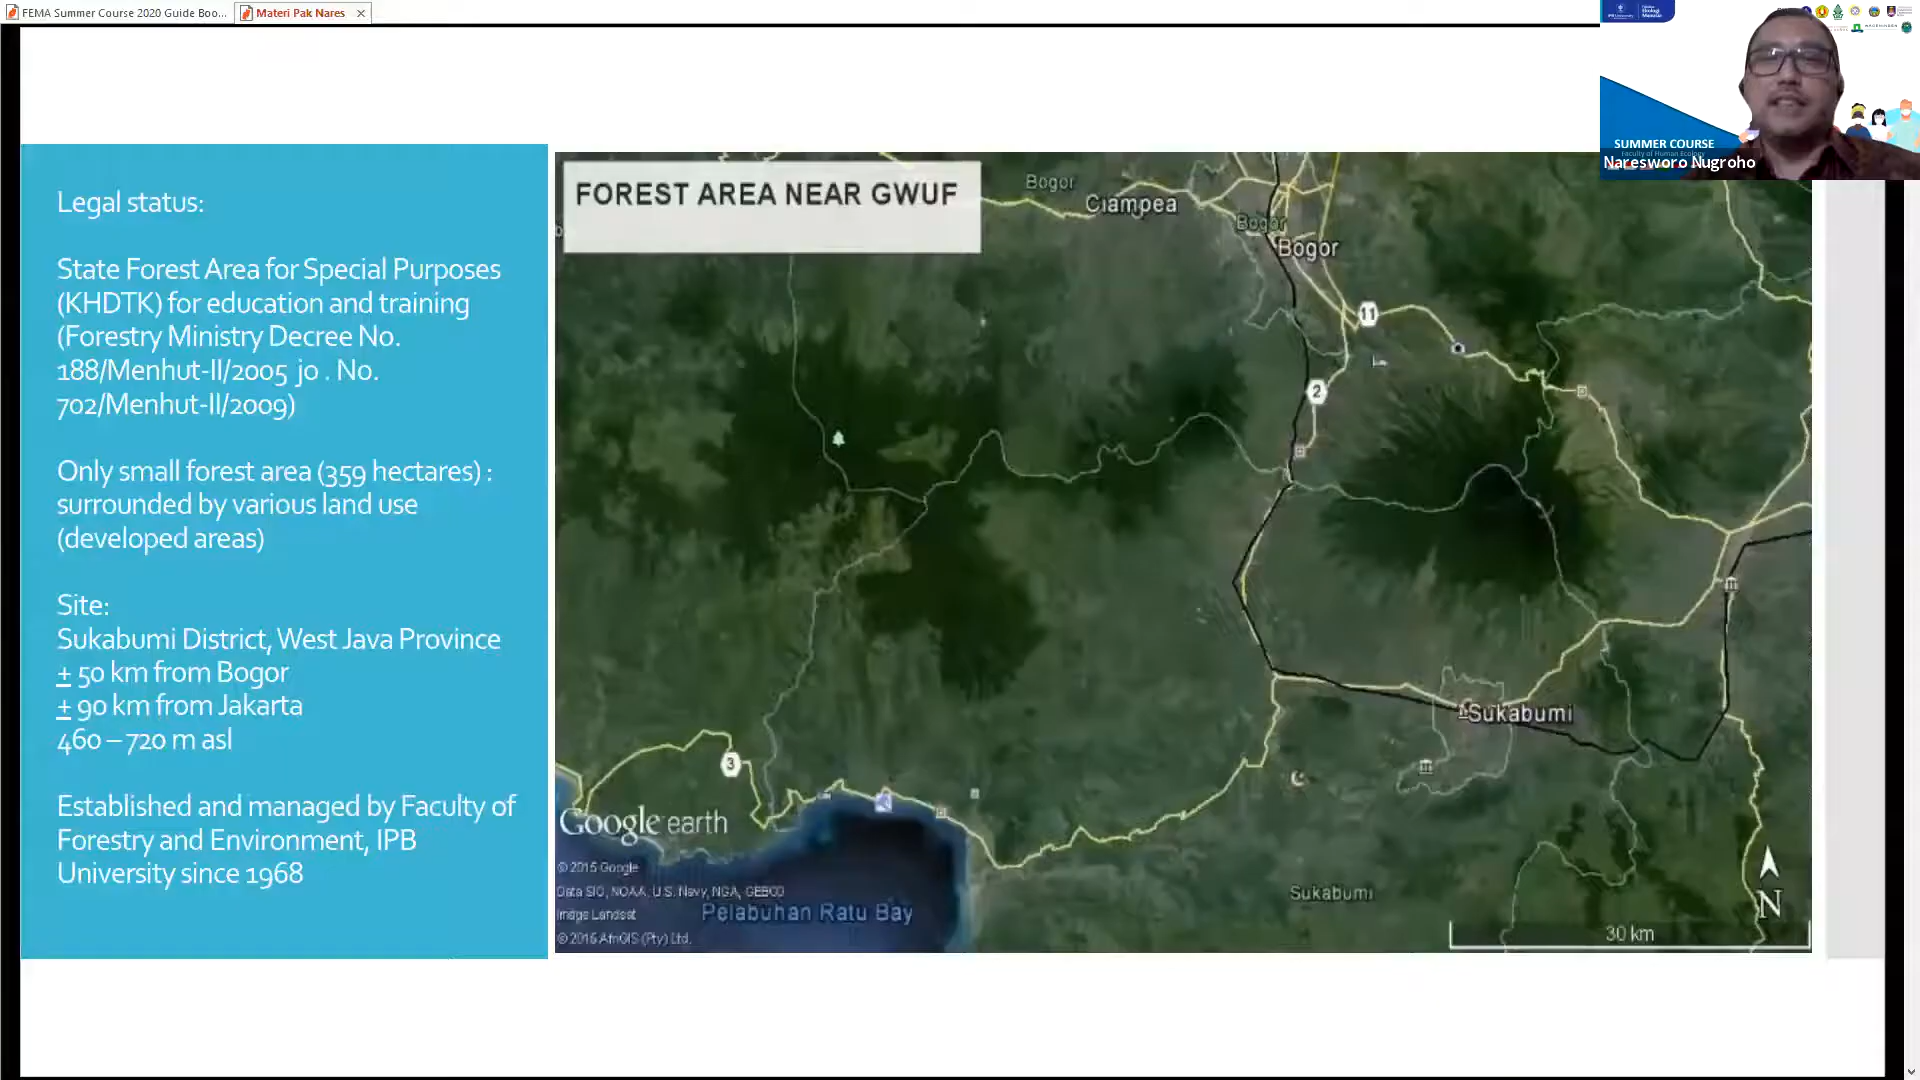 FEMA Summer Course 2020 Guide Boo...
Materi Pak Nares
SUMMER COURSE
Faculty of Human Ecology
Naresworo Nugroho
Legal status:
State Forest Area for Special Purposes
(KHDTK) for education and training
(Forestry Ministry Decree No.
188/Menhut-II/2005 jo . No.
702/Menhut-II/2009)
Only small forest area (359 hectares) :
surrounded by various land use
(developed areas)
Site:
Sukabumi District, West Java Province
± 50 km from Bogor
± 90 km from Jakarta
460 – 720 m asl
Established and managed by Faculty of
Forestry and Environment, IPB
University since 1968
FOREST AREA NEAR GWUF
Bogor
Ciampea
Bogor
Bogor
11
2
Sukabumi
3
Google earth
© 2015 Google
Data SIO, NOAA, U.S. Navy, NGA, GEBCO
Image Landsat
© 2015 AfriGIS (Pty) Ltd.
Pelabuhan Ratu Bay
Sukabumi
N
30 km